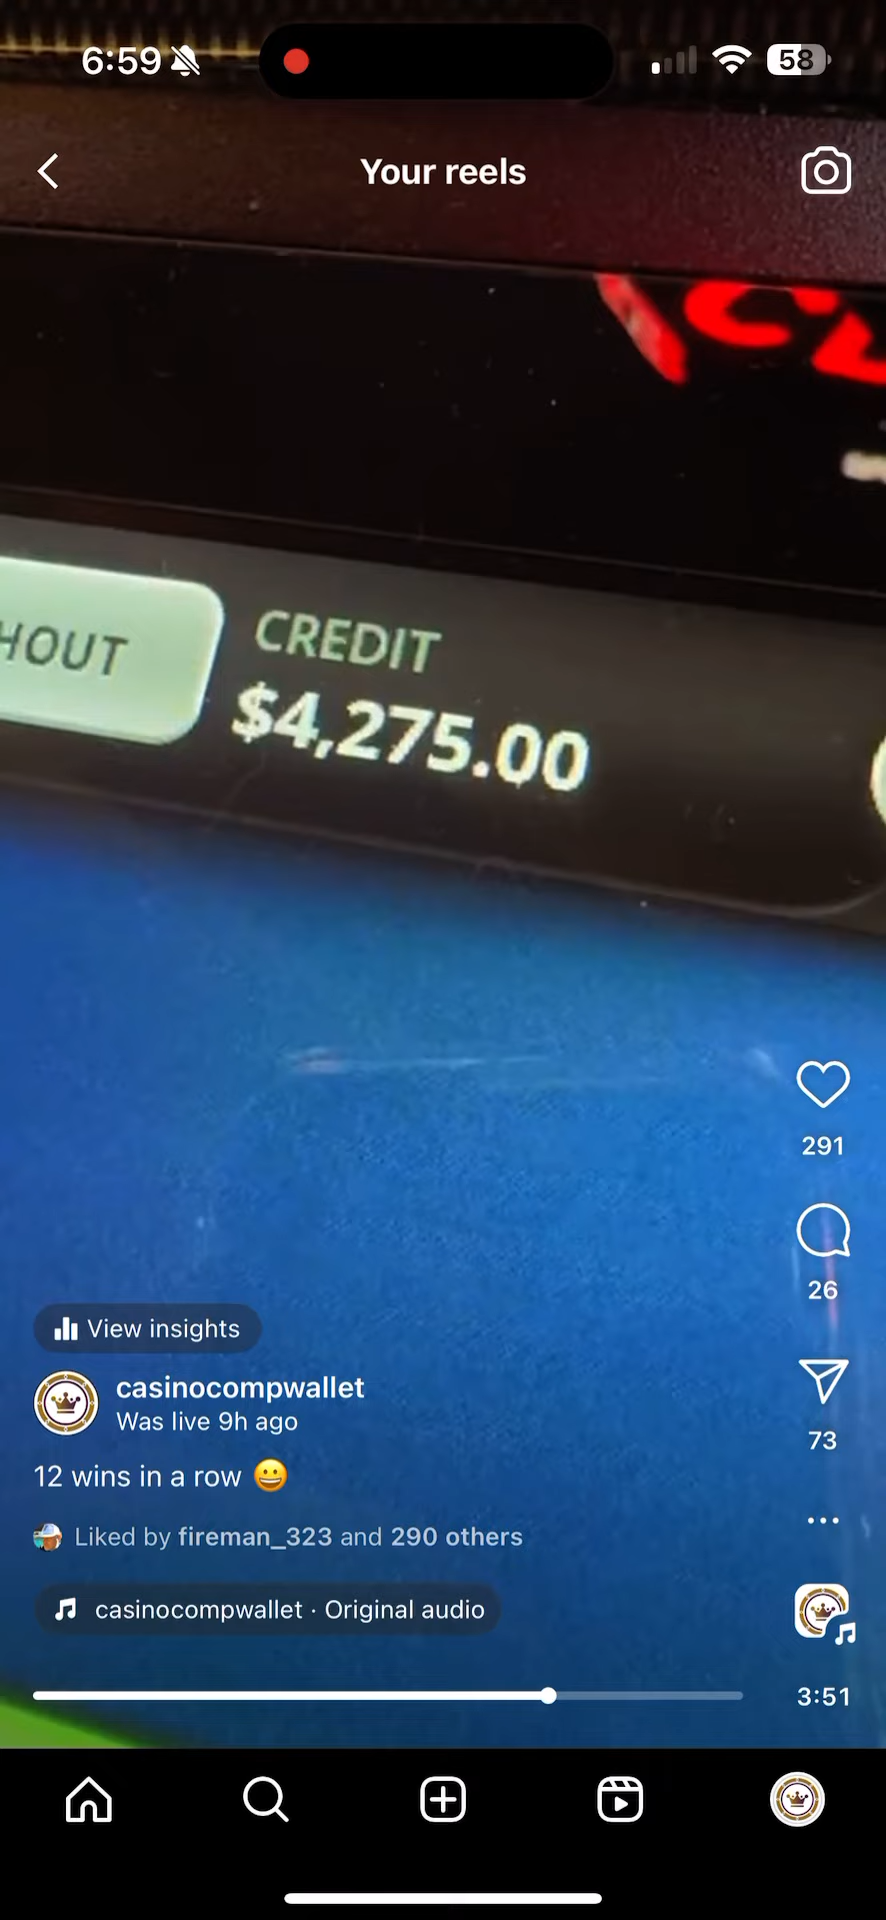 6:59
58
Your reels
HOUT
CREDIT
$4,275.00
291
26
View insights
casinocompwallet
Was live 9h ago
73
12 wins in a row 😀
Liked by fireman_323 and 290 others
casinocompwallet · Original audio
3:51